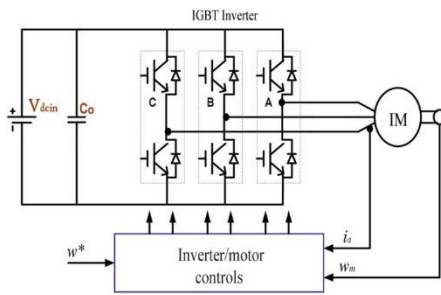 IGBT Inverter
C
B
A
+
Vdcin
-
Co
IM
w*
Inverter/motor
controls
ia
wm